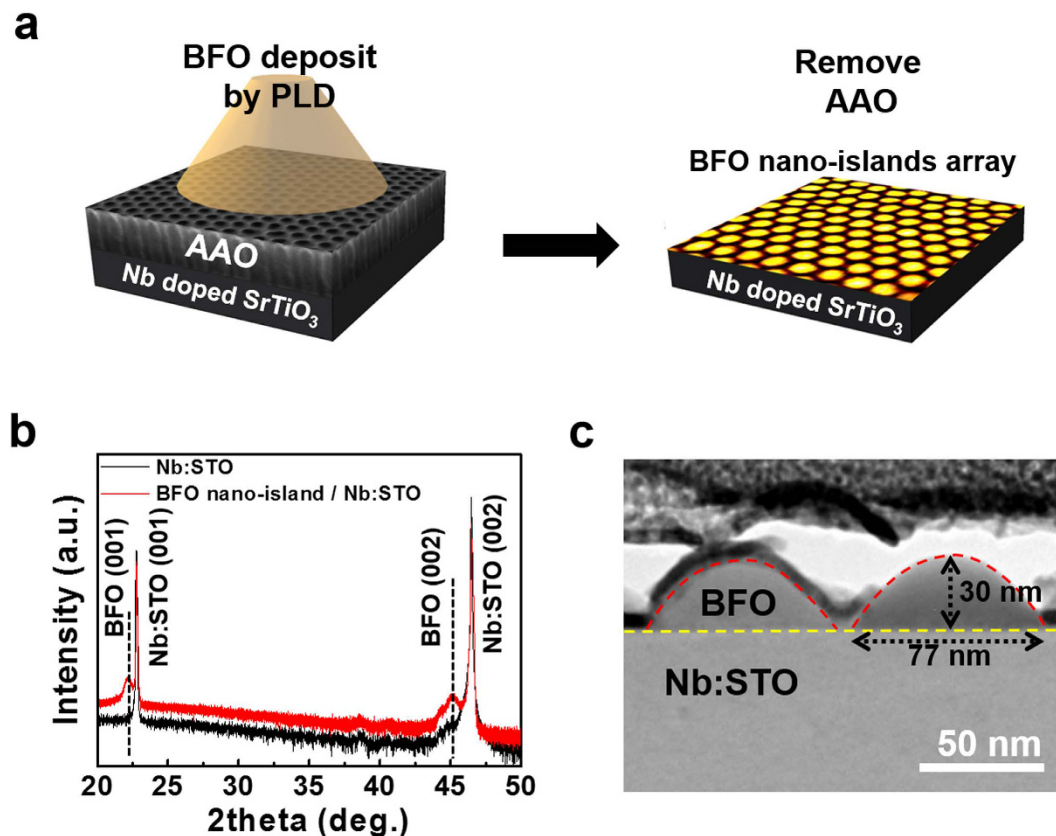 a
BFO deposit
by PLD
AAO
Nb doped SrTiO₃
Remove
AAO
BFO nano-islands array
Nb doped SrTiO₃
b
Nb:STO
BFO nano-island / Nb:STO
BFO (001)
Nb:STO (001)
BFO (002)
Nb:STO (002)
Intensity (a.u.)
20 25 30 35 40 45 50
2theta (deg.)
c
BFO
30 nm
77 nm
Nb:STO
50 nm